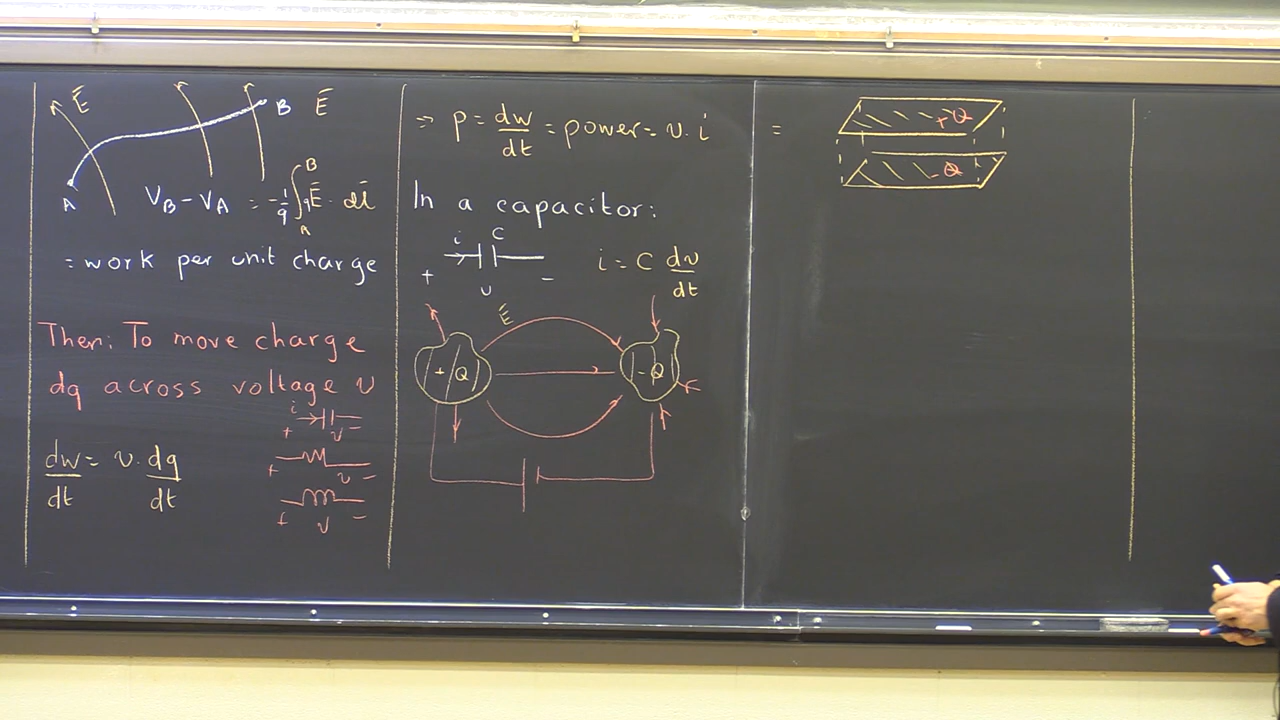 Ē
B Ē
A
V_B - V_A = -1/q ∫_A^B qĒ · dl̄
= work per unit charge
Then: To move charge
dq across voltage v
i
+ v -
dw/dt = v · dq/dt
+ v -
+ v -
⇒ p = dw/dt = power = v · i
In a capacitor:
i C
+ v -
i = C dv/dt
Ē
+ Q
- Q
=
+Q
-Q